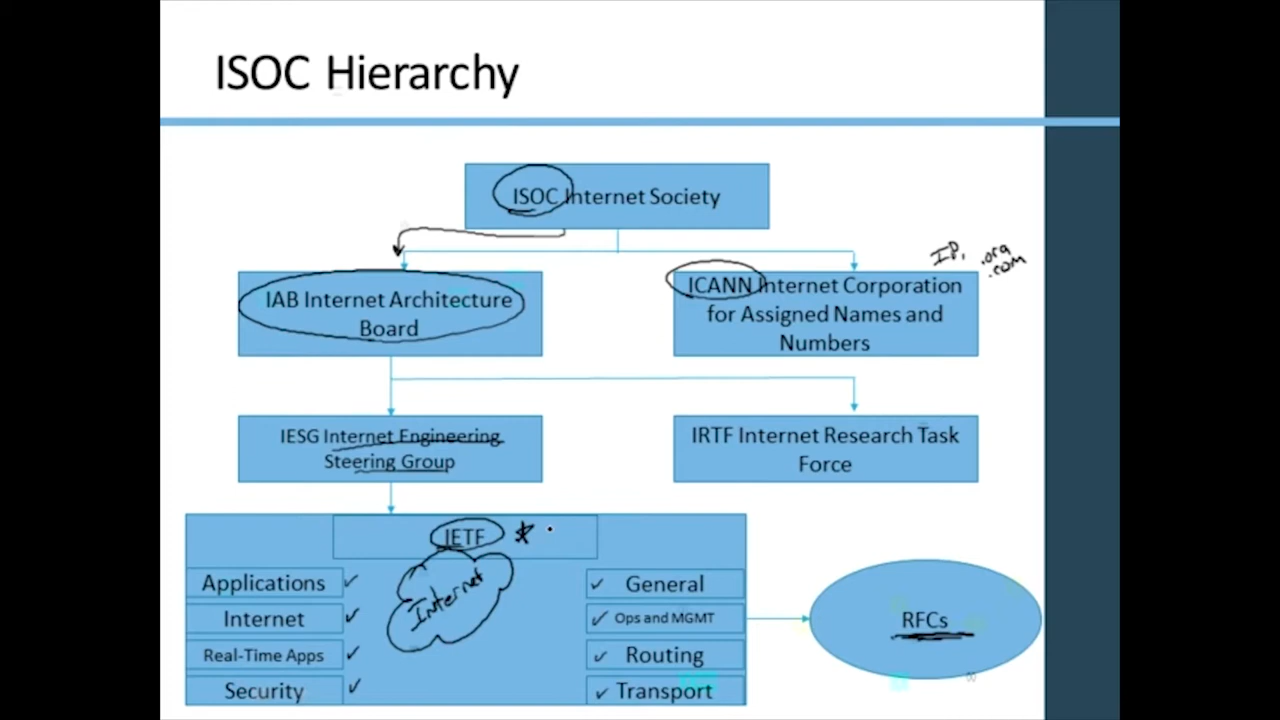 ISOC Hierarchy
ISOC Internet Society
IP, .org
.com
IAB Internet Architecture
Board
ICANN Internet Corporation
for Assigned Names and
Numbers
IESG Internet Engineering
Steering Group
IRTF Internet Research Task
Force
IETF
Internet
Applications
General
Internet
Ops and MGMT
Real-Time Apps
Routing
Security
Transport
RFCs